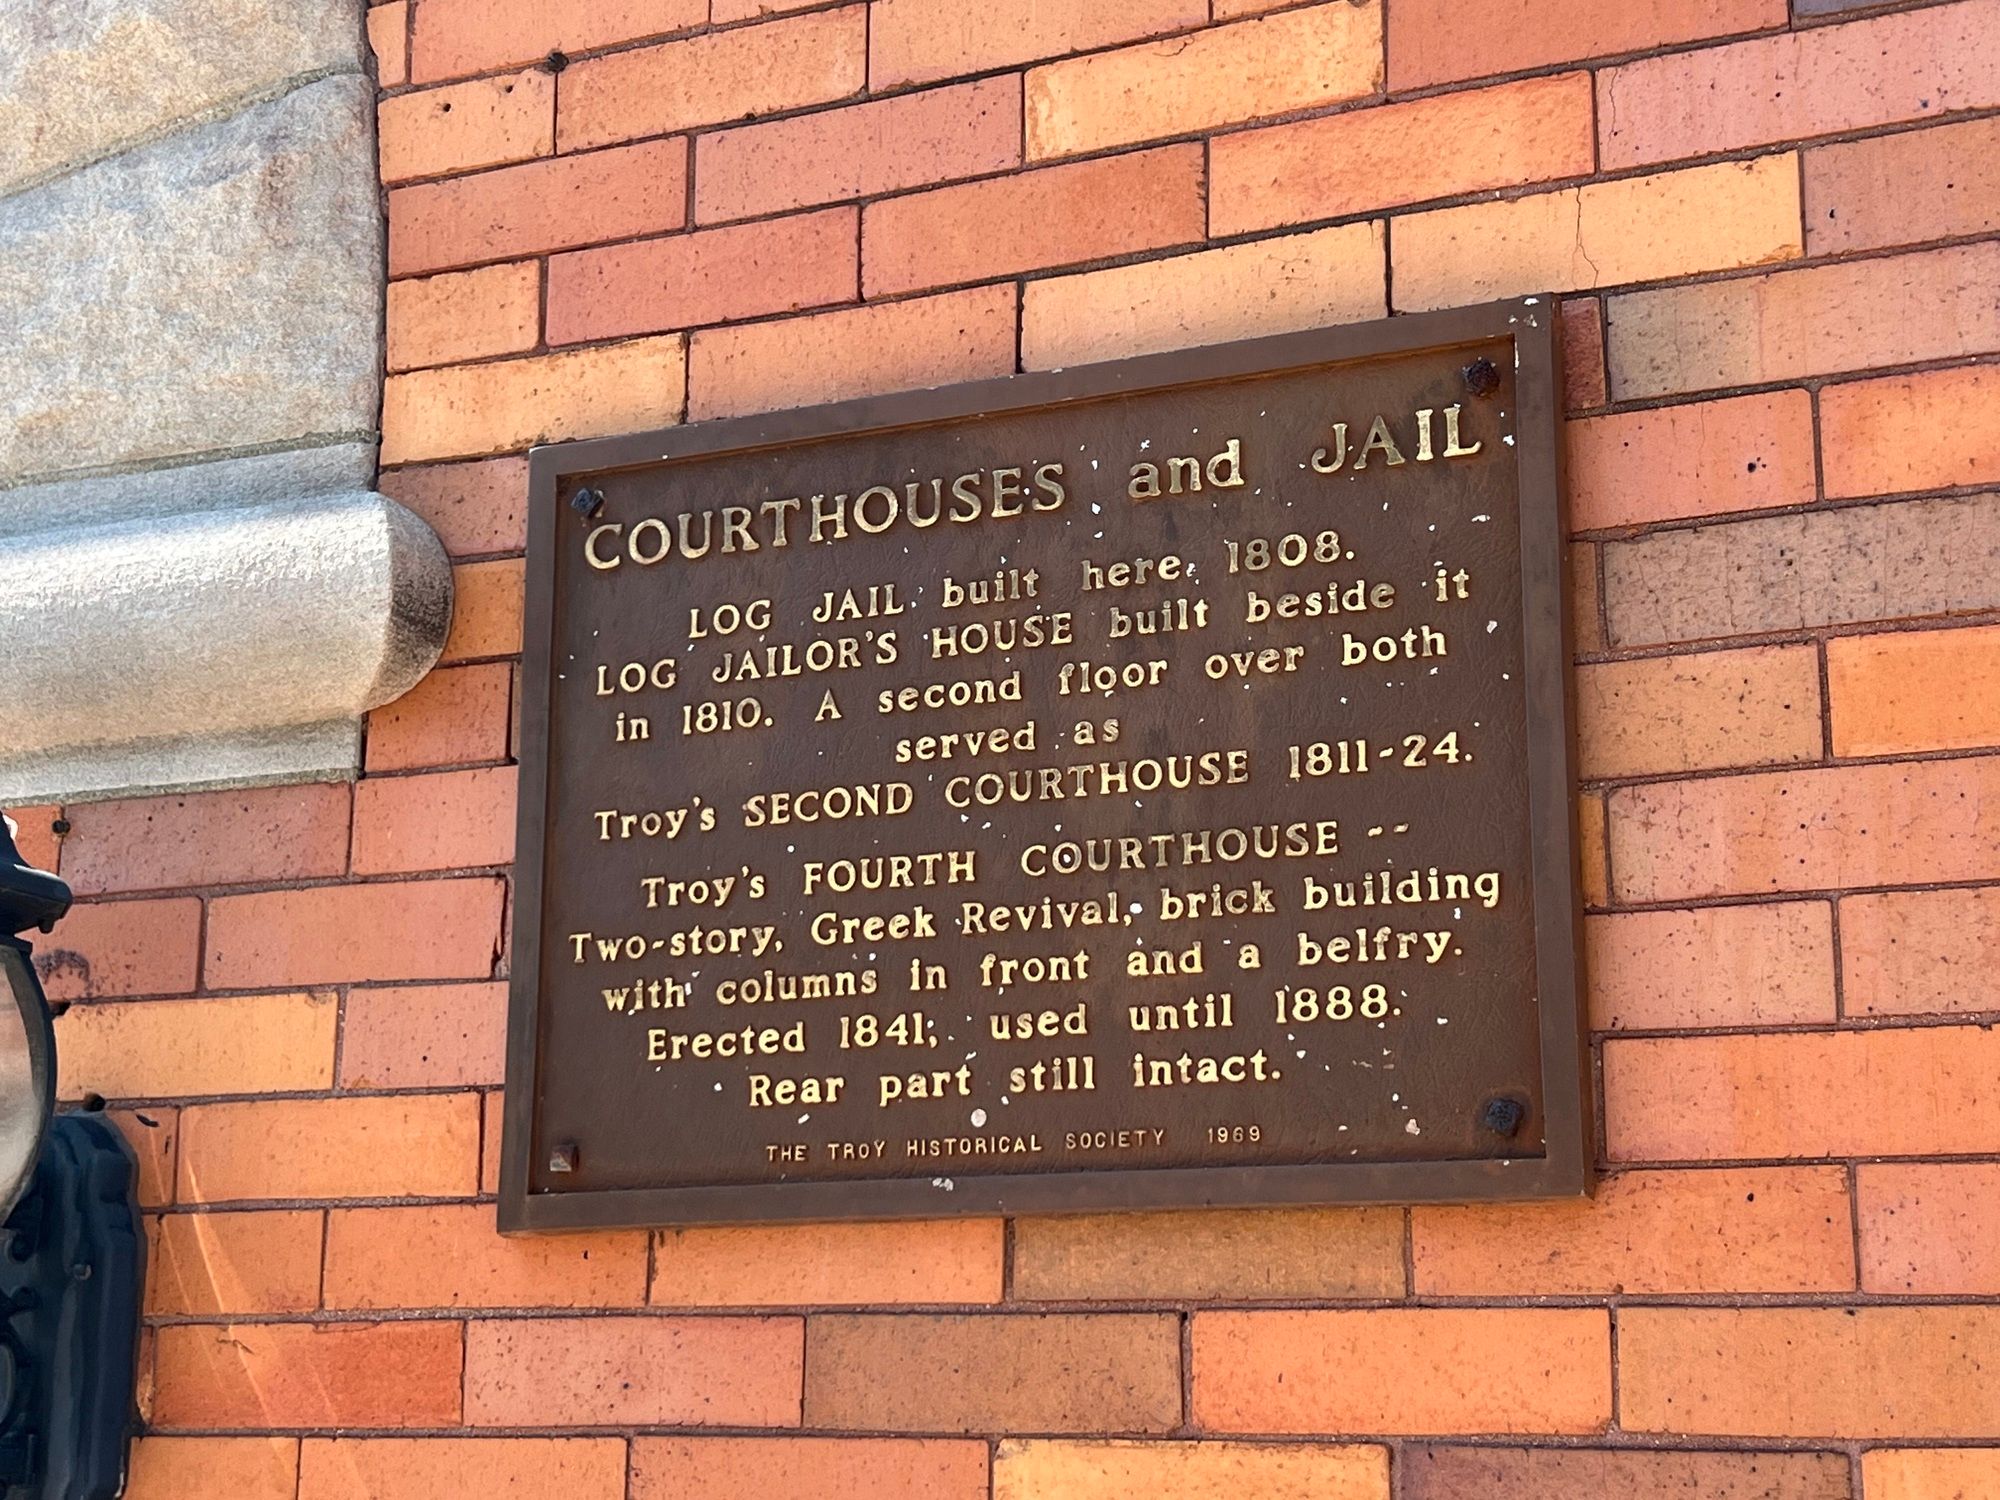 COURTHOUSES and JAIL
LOG JAIL built here 1808.
LOG JAILOR'S HOUSE built beside it
in 1810. A second floor over both
served as
Troy's SECOND COURTHOUSE 1811-24.
Troy's FOURTH COURTHOUSE --
Two-story, Greek Revival, brick building
with columns in front and a belfry.
Erected 1841; used until 1888.
Rear part still intact.
THE TROY HISTORICAL SOCIETY 1969